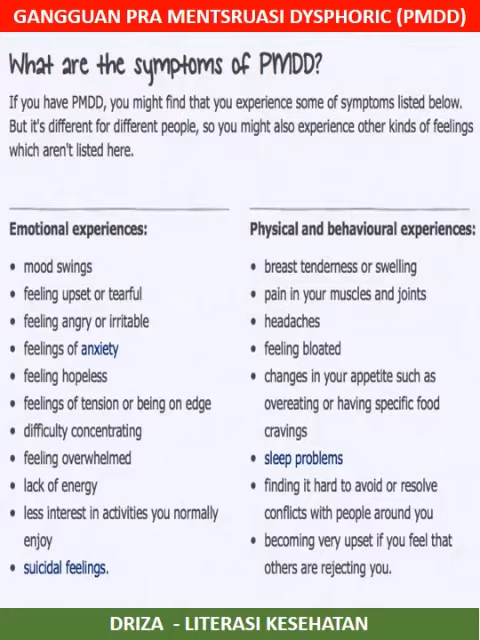 GANGGUAN PRA MENTSRUASI DYSPHORIC (PMDD)
What are the symptoms of PMDD?
If you have PMDD, you might find that you experience some of symptoms listed below.
But it's different for different people, so you might also experience other kinds of feelings
which aren't listed here.
Emotional experiences:
• mood swings
• feeling upset or tearful
• feeling angry or irritable
• feelings of anxiety
• feeling hopeless
• feelings of tension or being on edge
• difficulty concentrating
• feeling overwhelmed
• lack of energy
• less interest in activities you normally
enjoy
• suicidal feelings.
Physical and behavioural experiences:
• breast tenderness or swelling
• pain in your muscles and joints
• headaches
• feeling bloated
• changes in your appetite such as
overeating or having specific food
cravings
• sleep problems
• finding it hard to avoid or resolve
conflicts with people around you
• becoming very upset if you feel that
others are rejecting you.
DRIZA - LITERASI KESEHATAN